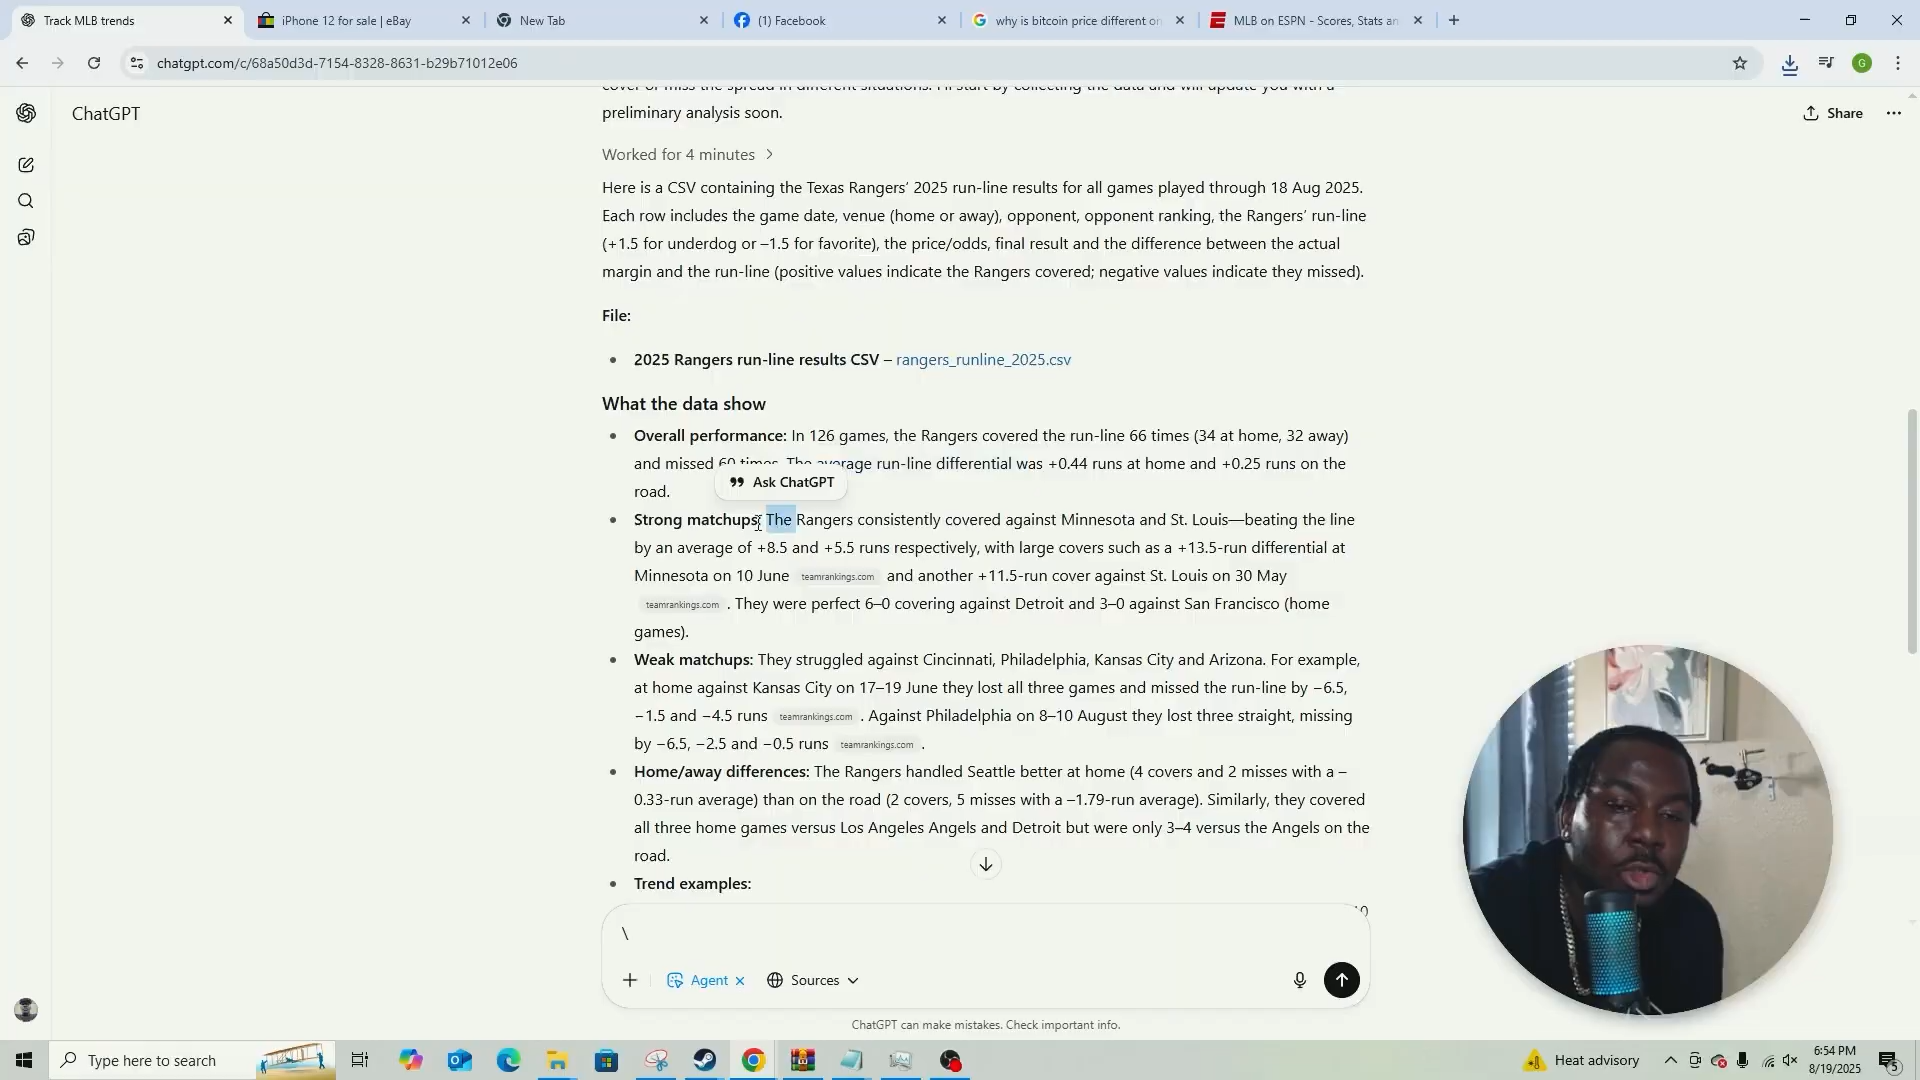 Track MLB trends
iPhone 12 for sale | eBay
New Tab
(1) Facebook
why is bitcoin price different on
MLB on ESPN - Scores, Stats an
chatgpt.com/c/68a50d3d-7154-8328-8631-b29b71012e06
G
ChatGPT
Share
cover or miss the spread in different situations. I'll start by collecting the data and will update you with a
preliminary analysis soon.
Worked for 4 minutes
Here is a CSV containing the Texas Rangers' 2025 run-line results for all games played through 18 Aug 2025.
Each row includes the game date, venue (home or away), opponent, opponent ranking, the Rangers' run-line
(+1.5 for underdog or –1.5 for favorite), the price/odds, final result and the difference between the actual
margin and the run-line (positive values indicate the Rangers covered; negative values indicate they missed).
File:
• 2025 Rangers run-line results CSV – rangers_runline_2025.csv
What the data show
• Overall performance: In 126 games, the Rangers covered the run-line 66 times (34 at home, 32 away)
and missed 60 times. The average run-line differential was +0.44 runs at home and +0.25 runs on the
road.
Ask ChatGPT
• Strong matchups: The Rangers consistently covered against Minnesota and St. Louis—beating the line
by an average of +8.5 and +5.5 runs respectively, with large covers such as a +13.5-run differential at
Minnesota on 10 June teamrankings.com and another +11.5-run cover against St. Louis on 30 May
teamrankings.com . They were perfect 6–0 covering against Detroit and 3–0 against San Francisco (home
games).
• Weak matchups: They struggled against Cincinnati, Philadelphia, Kansas City and Arizona. For example,
at home against Kansas City on 17–19 June they lost all three games and missed the run-line by −6.5,
−1.5 and −4.5 runs teamrankings.com . Against Philadelphia on 8–10 August they lost three straight, missing
by −6.5, −2.5 and −0.5 runs teamrankings.com .
• Home/away differences: The Rangers handled Seattle better at home (4 covers and 2 misses with a –
0.33-run average) than on the road (2 covers, 5 misses with a –1.79-run average). Similarly, they covered
all three home games versus Los Angeles Angels and Detroit but were only 3–4 versus the Angels on the
road.
• Trend examples:
\
Agent
Sources
ChatGPT can make mistakes. Check important info.
Type here to search
Heat advisory
6:54 PM
8/19/2025
5